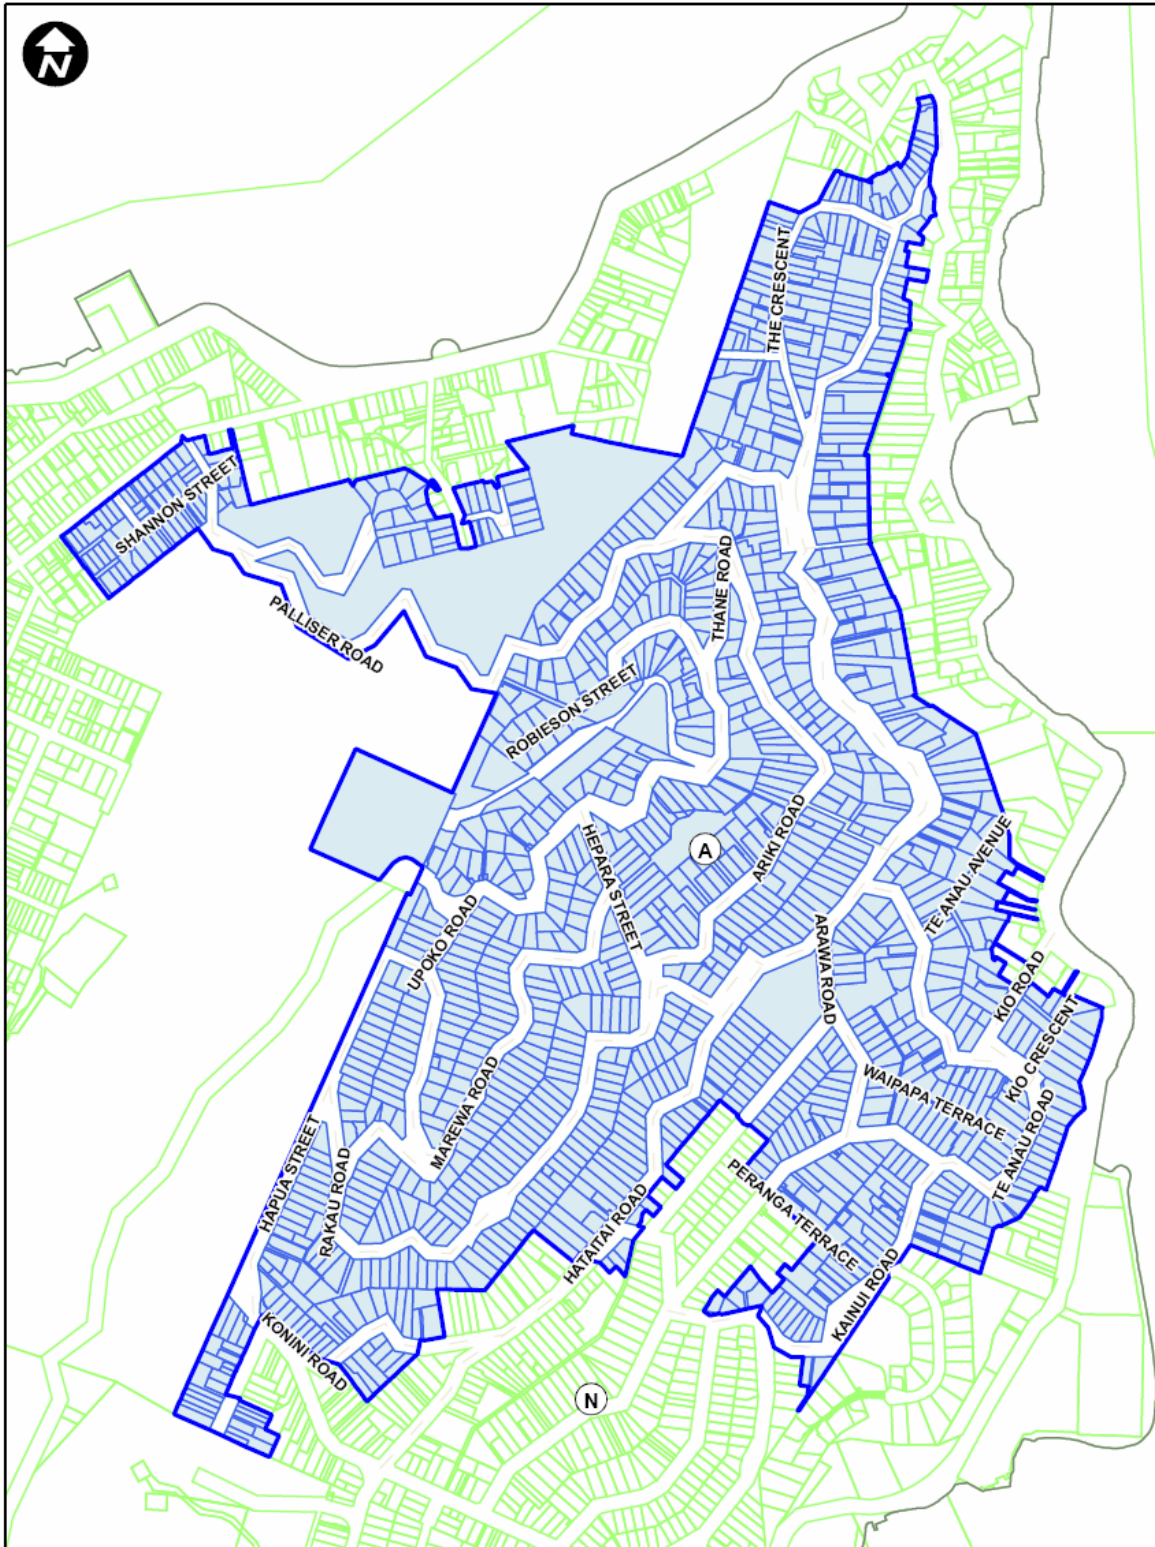 N
THE CRESCENT
SHANNON STREET
THANE ROAD
PALLISER ROAD
ROBIESON STREET
HEPARA STREET
A
ARIKI ROAD
TE ANAU AVENUE
UPOKO ROAD
ARAWA ROAD
KIO ROAD
KIO CRESCENT
MAREWA ROAD
WAIPAPA TERRACE
TE ANAU ROAD
HAPUA STREET
RAKAU ROAD
HATAITAI ROAD
PERANGA TERRACE
KAINUI ROAD
KONINI ROAD
N